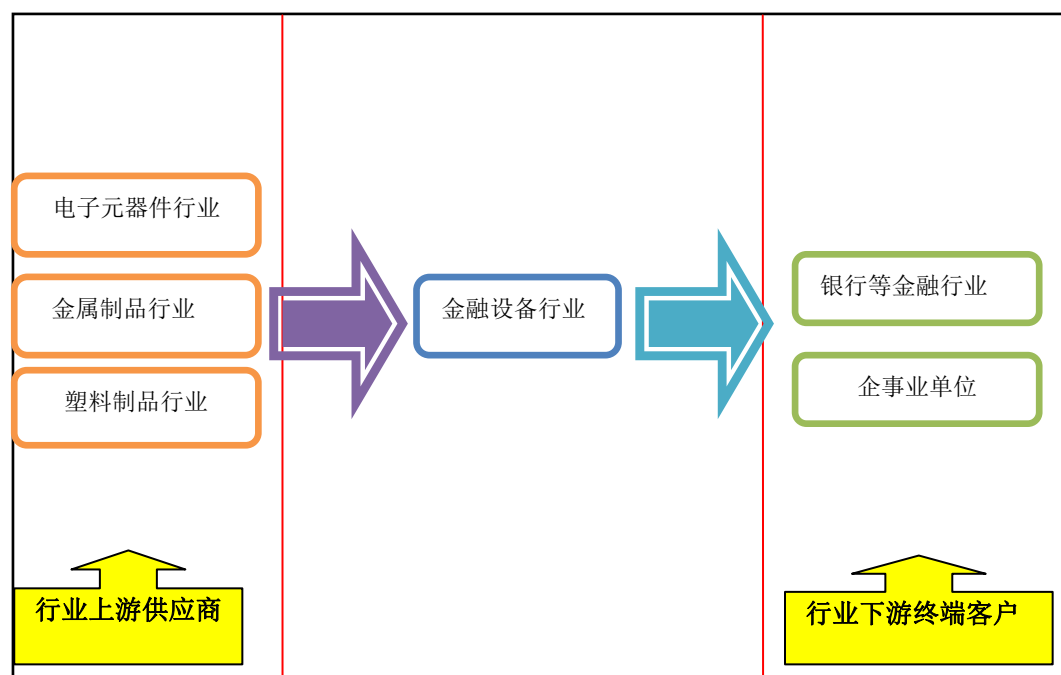 电子元器件行业
金属制品行业
塑料制品行业
金融设备行业
银行等金融行业
企事业单位
行业上游供应商
行业下游终端客户